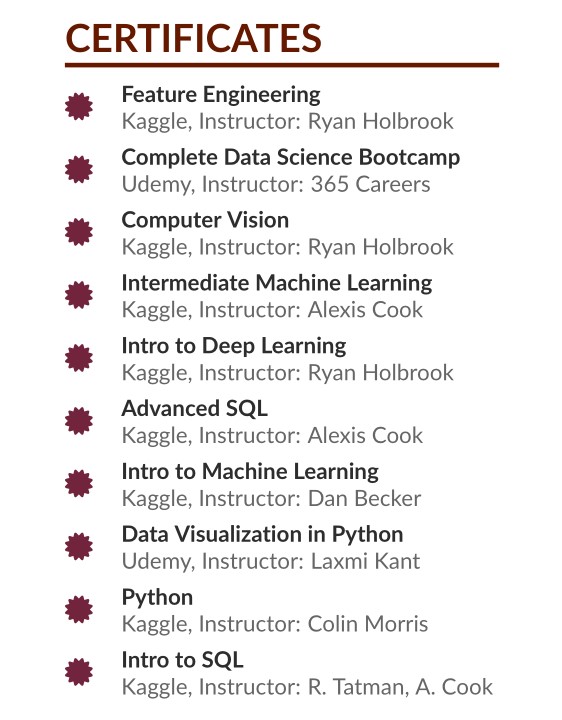 CERTIFICATES
Feature Engineering
Kaggle, Instructor: Ryan Holbrook
Complete Data Science Bootcamp
Udemy, Instructor: 365 Careers
Computer Vision
Kaggle, Instructor: Ryan Holbrook
Intermediate Machine Learning
Kaggle, Instructor: Alexis Cook
Intro to Deep Learning
Kaggle, Instructor: Ryan Holbrook
Advanced SQL
Kaggle, Instructor: Alexis Cook
Intro to Machine Learning
Kaggle, Instructor: Dan Becker
Data Visualization in Python
Udemy, Instructor: Laxmi Kant
Python
Kaggle, Instructor: Colin Morris
Intro to SQL
Kaggle, Instructor: R. Tatman, A. Cook